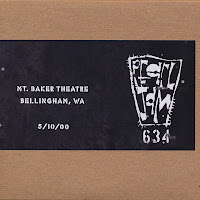 MT. BAKER THEATRE
BELLINGHAM, WA
5/10/00
PEARL
JAM
634